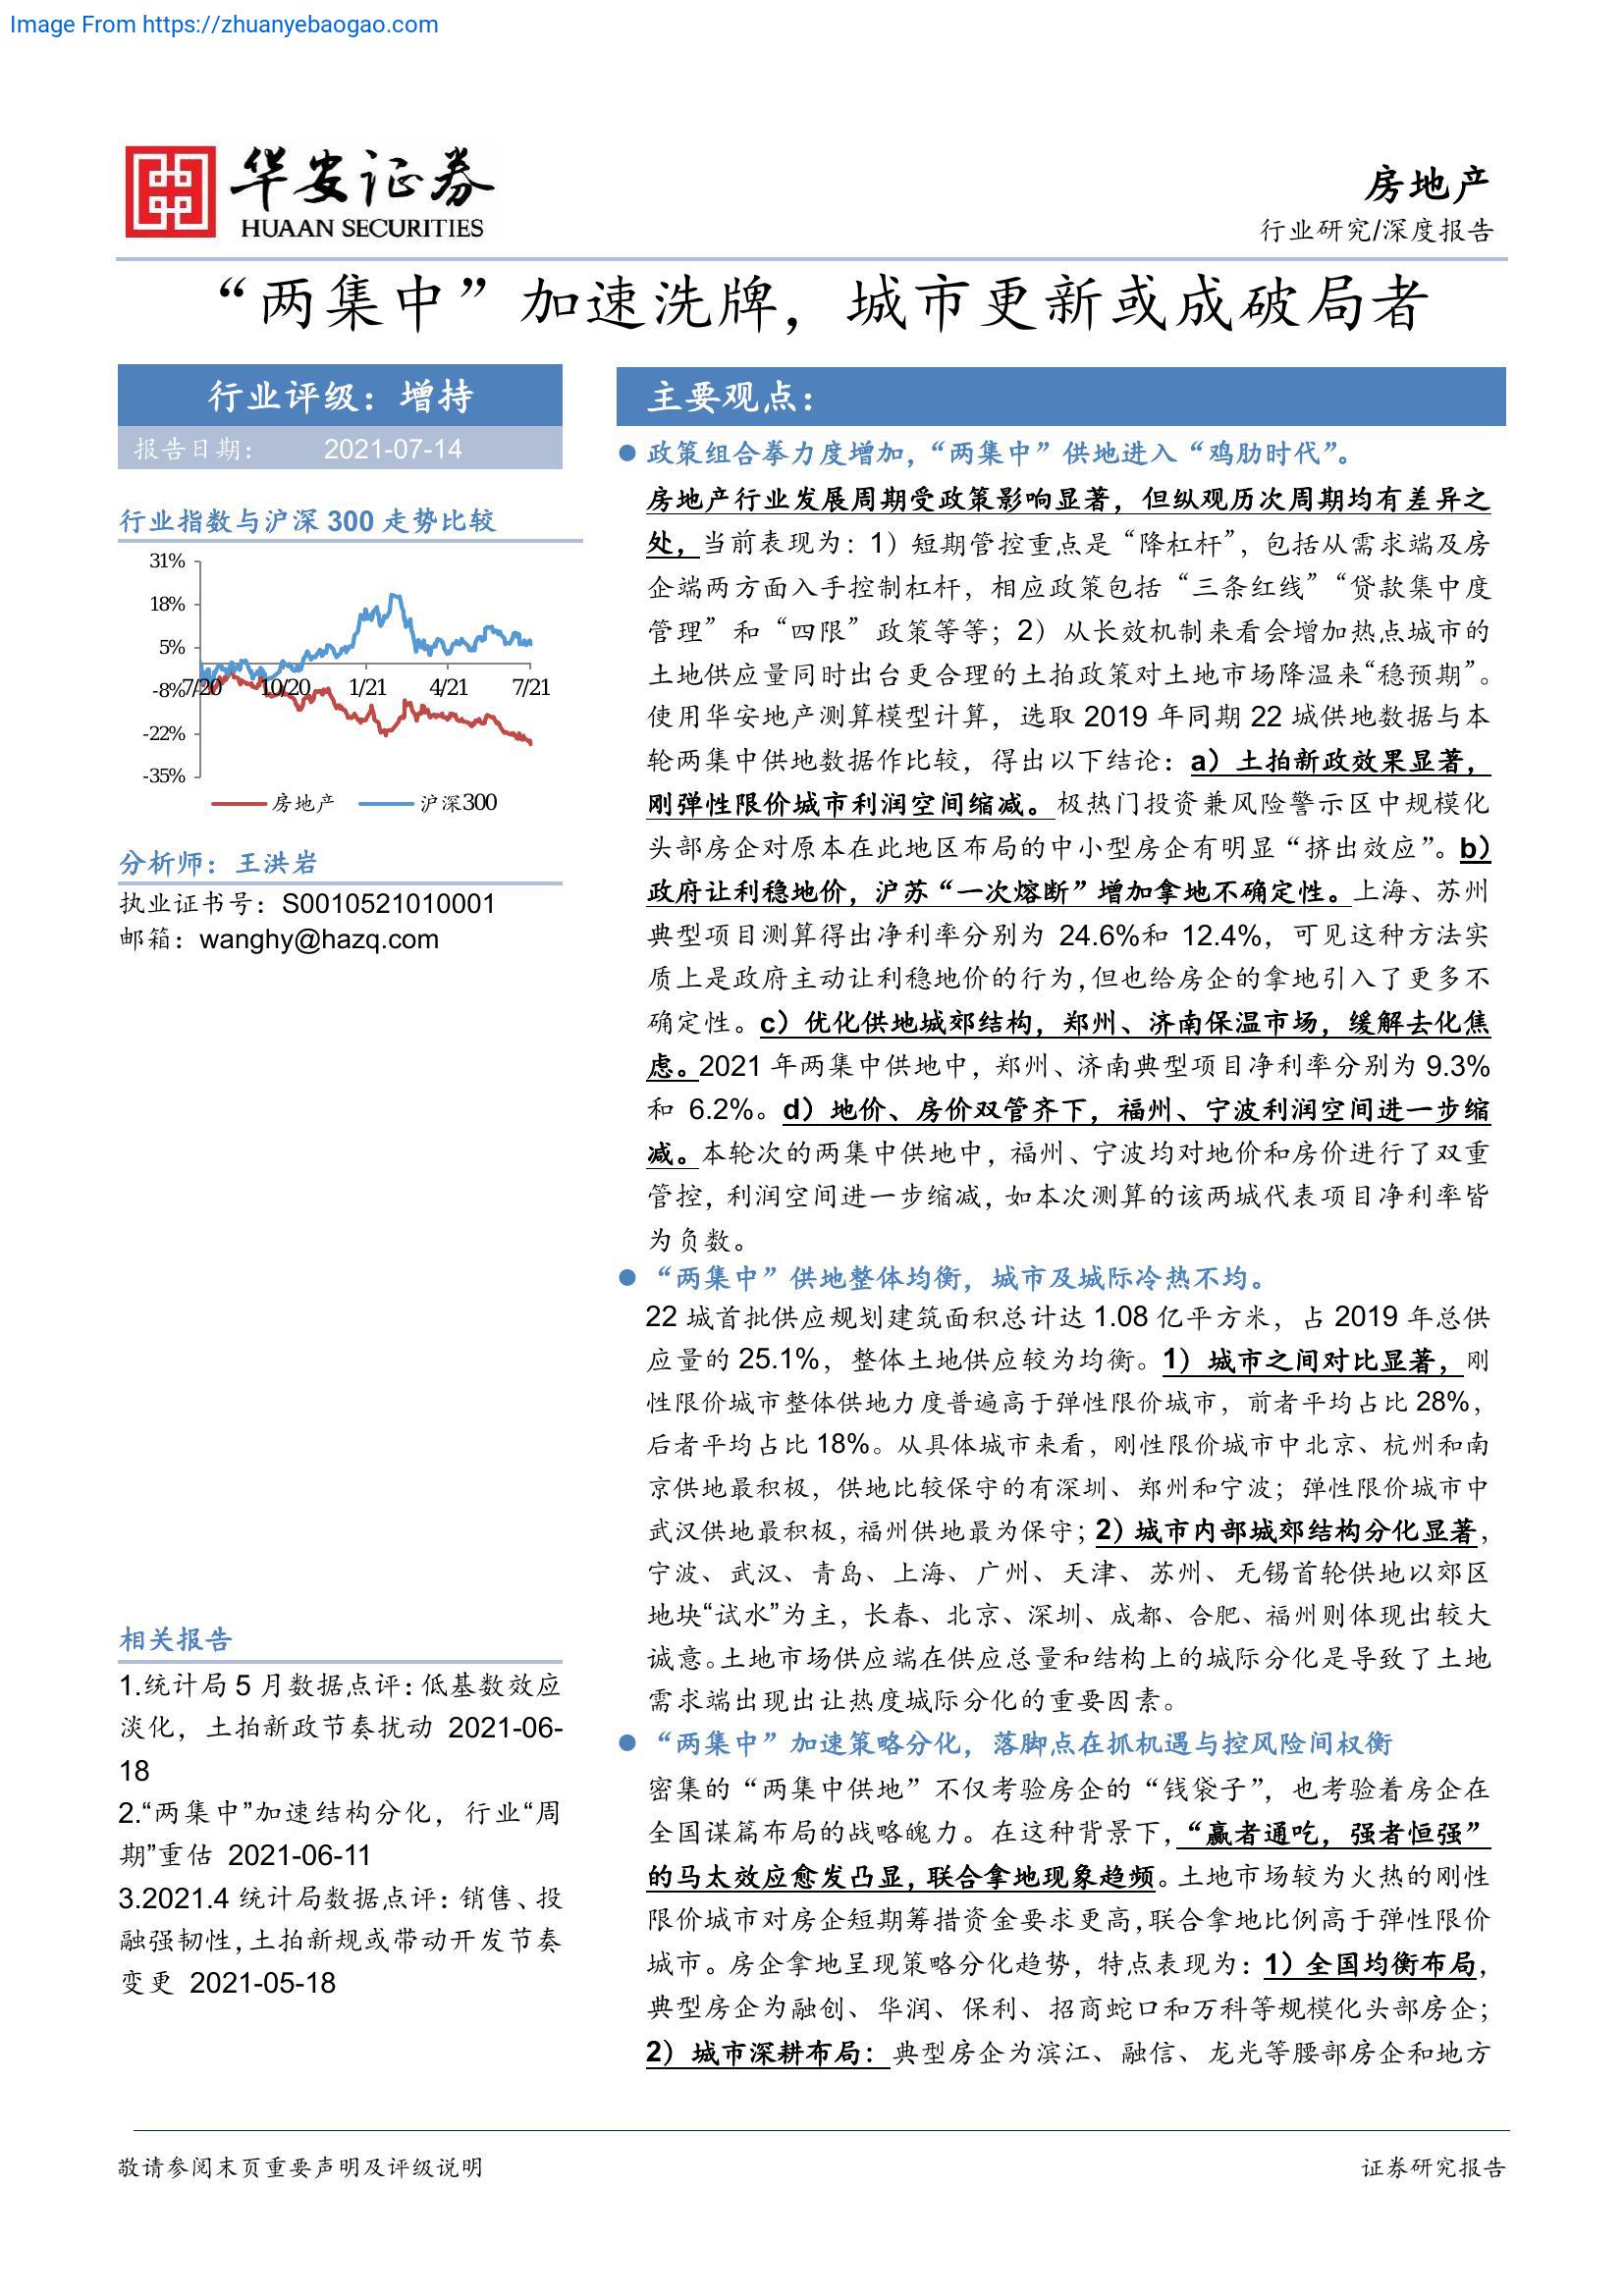 Image From https://zhuanyebaogao.com
华安证券
HUAAN SECURITIES
房地产
行业研究/深度报告
“两集中”加速洗牌，城市更新或成破局者
行业评级：增持
报告日期： 2021-07-14
行业指数与沪深 300 走势比较
31%
18%
5%
-8%
-22%
-35%
7/20 10/20 1/21 4/21 7/21
房地产 沪深300
分析师：王洪岩
执业证书号：S0010521010001
邮箱：wanghy@hazq.com
相关报告
1.统计局 5 月数据点评：低基数效应
淡化，土拍新政节奏扰动 2021-06-
18
2.“两集中”加速结构分化，行业“周
期”重估 2021-06-11
3.2021.4 统计局数据点评：销售、投
融强韧性，土拍新规或带动开发节奏
变更 2021-05-18
主要观点：
● 政策组合拳力度增加，“两集中”供地进入“鸡肋时代”。
房地产行业发展周期受政策影响显著，但纵观历次周期均有差异之
处，当前表现为：1）短期管控重点是“降杠杆”，包括从需求端及房
企端两方面入手控制杠杆，相应政策包括“三条红线”“贷款集中度
管理”和“四限”政策等等；2）从长效机制来看会增加热点城市的
土地供应量同时出台更合理的土拍政策对土地市场降温来“稳预期”。
使用华安地产测算模型计算，选取 2019 年同期 22 城供地数据与本
轮两集中供地数据作比较，得出以下结论：a）土拍新政效果显著，
刚弹性限价城市利润空间缩减。极热门投资兼风险警示区中规模化
头部房企对原本在此地区布局的中小型房企有明显“挤出效应”。b）
政府让利稳地价，沪苏“一次熔断”增加拿地不确定性。上海、苏州
典型项目测算得出净利率分别为 24.6%和 12.4%，可见这种方法实
质上是政府主动让利稳地价的行为，但也给房企的拿地引入了更多不
确定性。c）优化供地城郊结构，郑州、济南保温市场，缓解去化焦
虑。2021 年两集中供地中，郑州、济南典型项目净利率分别为 9.3%
和 6.2%。d）地价、房价双管齐下，福州、宁波利润空间进一步缩
减。本轮次的两集中供地中，福州、宁波均对地价和房价进行了双重
管控，利润空间进一步缩减，如本次测算的该两城代表项目净利率皆
为负数。
● “两集中”供地整体均衡，城市及城际冷热不均。
22 城首批供应规划建筑面积总计达 1.08 亿平方米，占 2019 年总供
应量的 25.1%，整体土地供应较为均衡。1）城市之间对比显著，刚
性限价城市整体供地力度普遍高于弹性限价城市，前者平均占比 28%，
后者平均占比 18%。从具体城市来看，刚性限价城市中北京、杭州和南
京供地最积极，供地比较保守的有深圳、郑州和宁波；弹性限价城市中
武汉供地最积极，福州供地最为保守；2）城市内部城郊结构分化显著，
宁波、武汉、青岛、上海、广州、天津、苏州、无锡首轮供地以郊区
地块“试水”为主，长春、北京、深圳、成都、合肥、福州则体现出较大
诚意。土地市场供应端在供应总量和结构上的城际分化是导致了土地
需求端出现出让热度城际分化的重要因素。
● “两集中”加速策略分化，落脚点在抓机遇与控风险间权衡
密集的“两集中供地”不仅考验房企的“钱袋子”，也考验着房企在
全国谋篇布局的战略魄力。在这种背景下，“赢者通吃，强者恒强”
的马太效应愈发凸显，联合拿地现象趋频。土地市场较为火热的刚性
限价城市对房企短期筹措资金要求更高，联合拿地比例高于弹性限价
城市。房企拿地呈现策略分化趋势，特点表现为：1）全国均衡布局，
典型房企为融创、华润、保利、招商蛇口和万科等规模化头部房企；
2）城市深耕布局：典型房企为滨江、融信、龙光等腰部房企和地方
敬请参阅末页重要声明及评级说明
证券研究报告